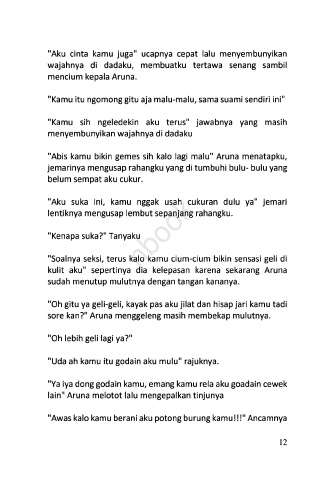 "Aku cinta kamu juga" ucapnya cepat lalu menyembunyikan
wajahnya di dadaku, membuatku tertawa senang sambil
mencium kepala Aruna.
"Kamu itu ngomong gitu aja malu-malu, sama suami sendiri ini"
"Kamu sih ngeledekin aku terus" jawabnya yang masih
menyembunyikan wajahnya di dadaku
"Abis kamu bikin gemes sih kalo lagi malu" Aruna menatapku,
jemarinya mengusap rahangku yang di tumbuhi bulu- bulu yang
belum sempat aku cukur.
"Aku suka ini, kamu nggak usah cukuran dulu ya" jemari
lentiknya mengusap lembut sepanjang rahangku.
"Kenapa suka?" Tanyaku
"Soalnya seksi, terus kalo kamu cium-cium bikin sensasi geli di
kulit aku" sepertinya dia kelepasan karena sekarang Aruna
sudah menutup mulutnya dengan tangan kananya.
"Oh gitu ya geli-geli, kayak pas aku jilat dan hisap jari kamu tadi
sore kan?" Aruna menggeleng masih membekap mulutnya.
"Oh lebih geli lagi ya?"
"Uda ah kamu itu godain aku mulu" rajuknya.
"Ya iya dong godain kamu, emang kamu rela aku goadain cewek
lain" Aruna melotot lalu mengepalkan tinjunya
"Awas kalo kamu berani aku potong burung kamu!!!" Ancamnya
12